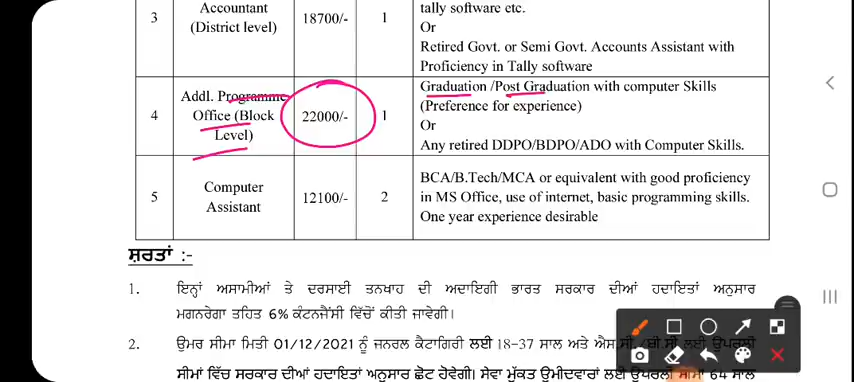 3
Accountant
(District level)
18700/-
1
tally software etc.
Or
Retired Govt. or Semi Govt. Accounts Assistant with
Proficiency in Tally software
4
Addl. Programme
Office (Block
Level)
22000/-
1
Graduation /Post Graduation with computer Skills
(Preference for experience)
Or
Any retired DDPO/BDPO/ADO with Computer Skills.
5
Computer
Assistant
12100/-
2
BCA/B.Tech/MCA or equivalent with good proficiency
in MS Office, use of internet, basic programming skills.
One year experience desirable
ਸ਼ਰਤਾਂ :-
1. ਇਨ੍ਹਾਂ ਅਸਾਮੀਆਂ ਤੇ ਦਰਸਾਈ ਤਨਖਾਹ ਦੀ ਅਦਾਇਗੀ ਭਾਰਤ ਸਰਕਾਰ ਦੀਆਂ ਹਦਾਇਤਾਂ ਅਨੁਸਾਰ
ਮਗਨਰੇਗਾ ਤਹਿਤ 6% ਕੰਟਨਜੈਂਸੀ ਵਿੱਚੋਂ ਕੀਤੀ ਜਾਵੇਗੀ।
2. ਉਮਰ ਸੀਮਾ ਮਿਤੀ 01/12/2021 ਨੂੰ ਜਨਰਲ ਕੈਟਾਗਿਰੀ ਲਈ 18-37 ਸਾਲ ਅਤੇ ਐਸ.ਸੀ. ਲਈ ਉਪਰਲੀ
ਸੀਮਾਂ ਵਿੱਚ ਸਰਕਾਰ ਦੀਆਂ ਹਦਾਇਤਾਂ ਅਨੁਸਾਰ ਛੋਟ ਹੋਵੇਗੀ। ਸੇਵਾ ਮੁੱਕਤ ਉਮੀਦਵਾਰਾਂ ਲਈ ਉਪਰਲੀ ਸੀਮਾ 64 ਸਾਲ